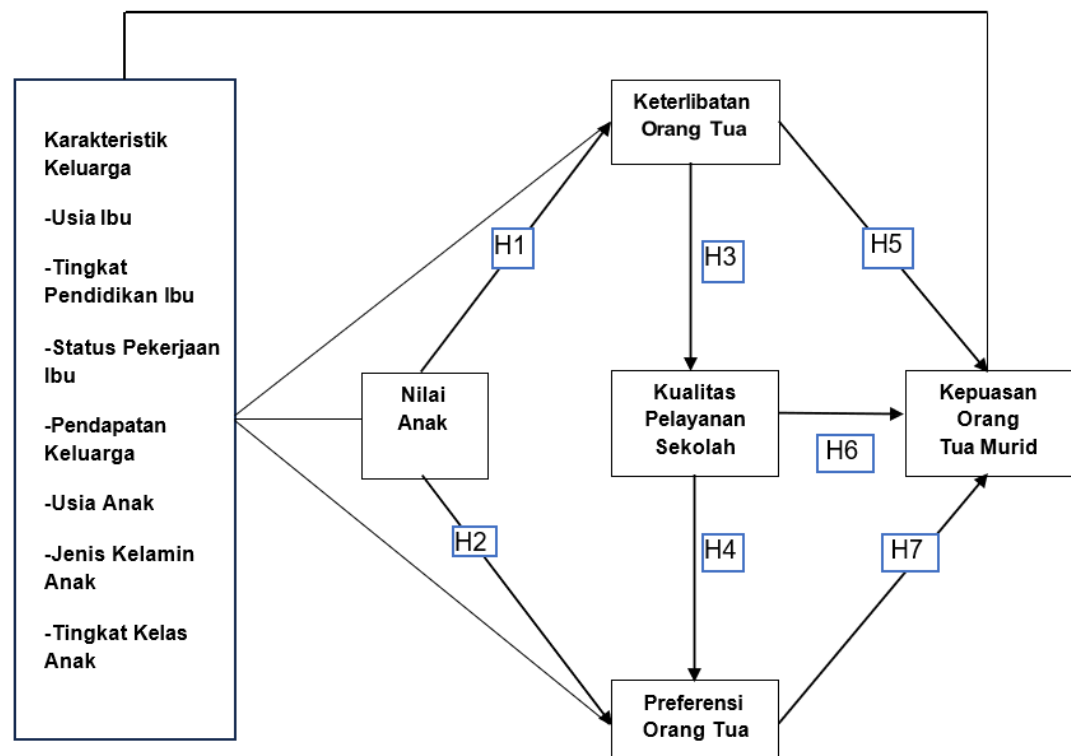 Karakteristik
Keluarga
-Usia Ibu
-Tingkat
Pendidikan Ibu
-Status Pekerjaan
Ibu
-Pendapatan
Keluarga
-Usia Anak
-Jenis Kelamin
Anak
-Tingkat Kelas
Anak
Nilai
Anak
H1
H2
Keterlibatan
Orang Tua
H3
Kualitas
Pelayanan
Sekolah
H4
Preferensi
Orang Tua
H5
H6
H7
Kepuasan
Orang
Tua Murid